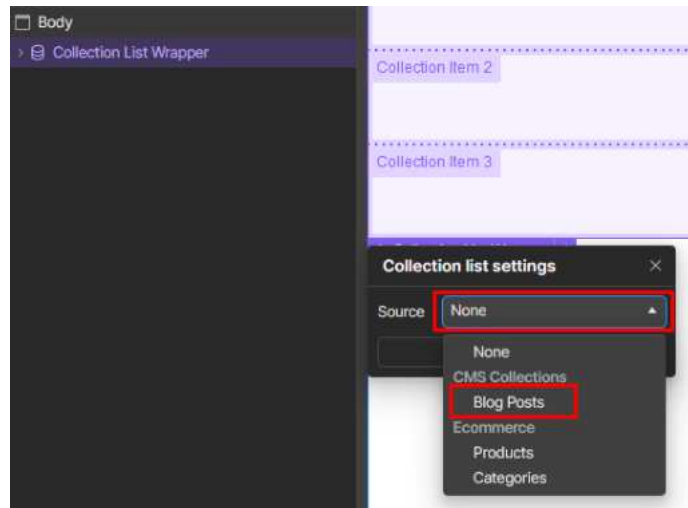 Body
Collection List Wrapper
Collection Item 2
Collection Item 3
Collection list settings
Source
None
None
CMS Collections
Blog Posts
Ecommerce
Products
Categories